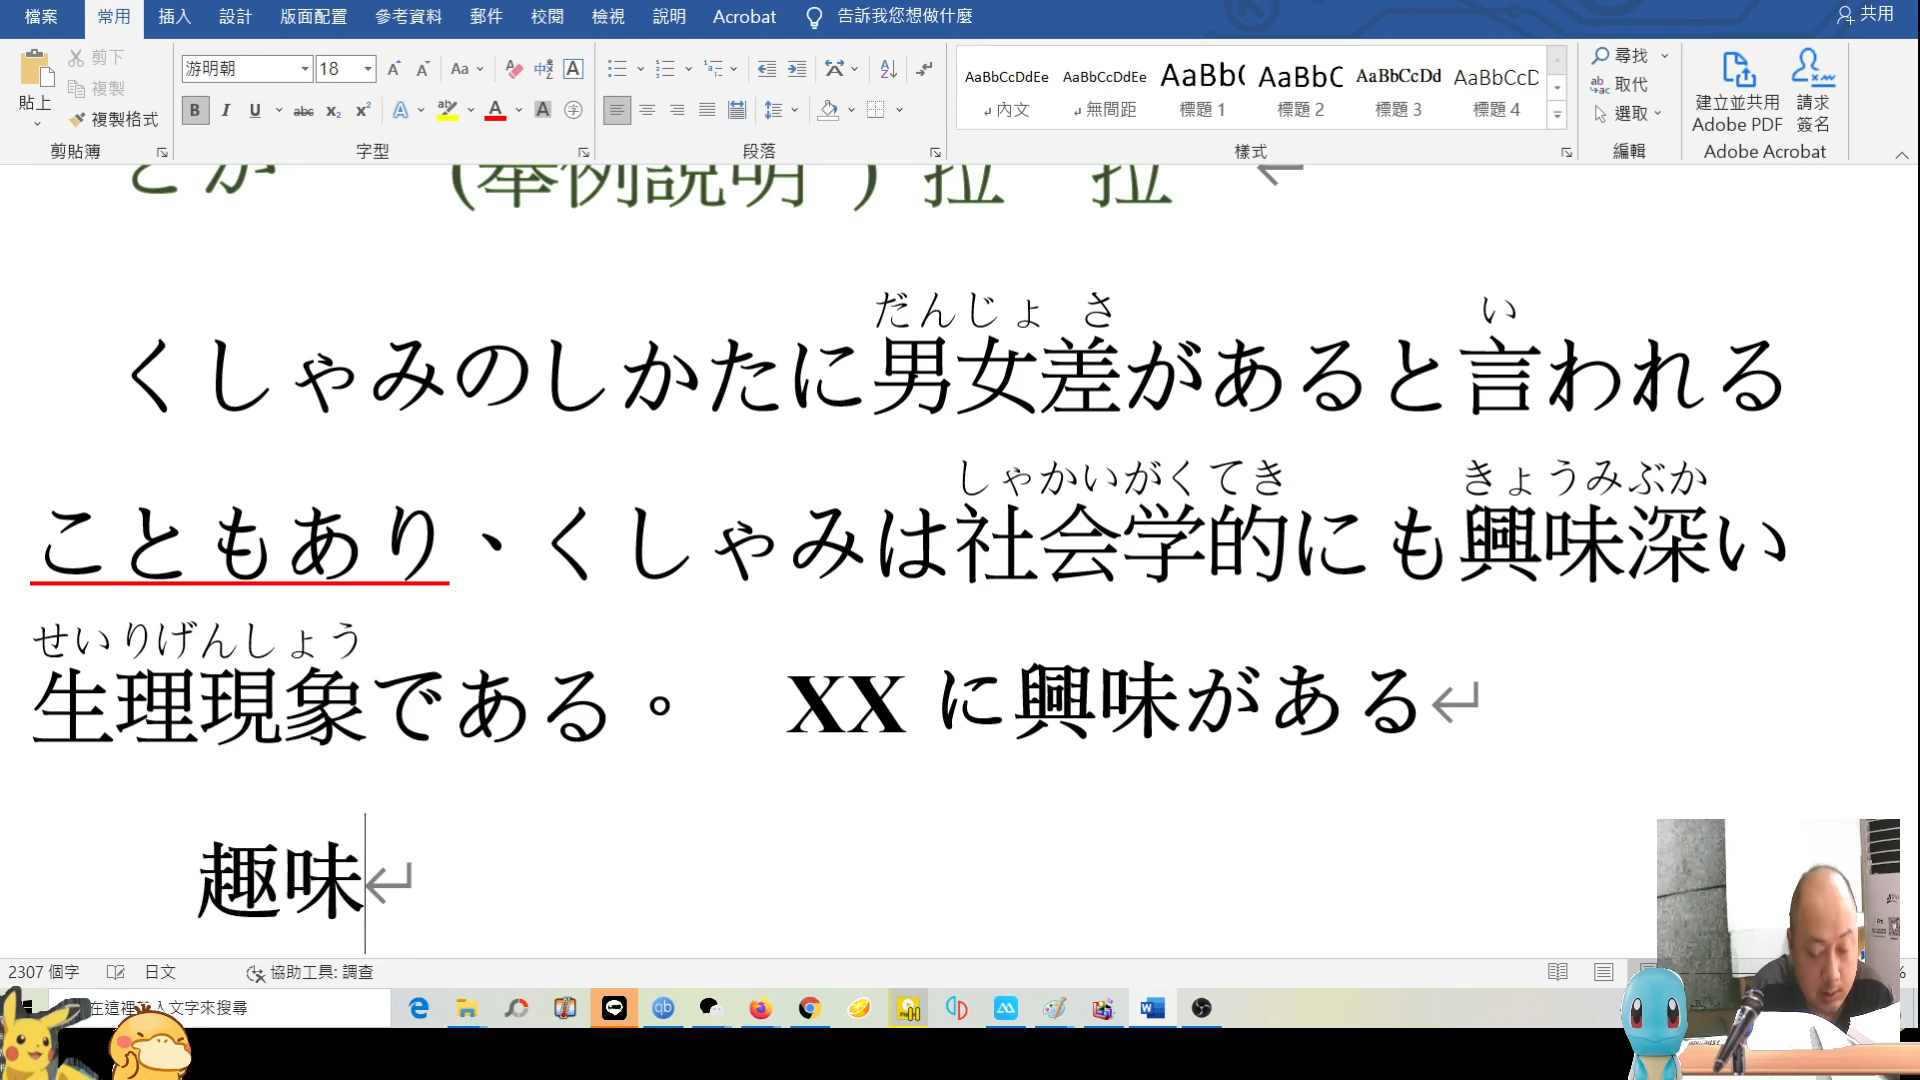 檔案 常用 插入 設計 版面配置 參考資料 郵件 校閱 檢視 說明 Acrobat 告訴我您想做什麼 共用
貼上 剪下 複製 複製格式 剪貼簿
游明朝 18 字型
段落
AaBbCcDdEe AaBbCcDdEe AaBb( AaBbC AaBbCcDd AaBbCcD
內文 無間距 標題 1 標題 2 標題 3 標題 4
樣式
尋找 取代 選取 編輯
建立並共用 Adobe PDF 請求簽名 Adobe Acrobat
とか (舉例説明) 拉 拉
だんじょ さ い
くしゃみのしかたに男女差があると言われる
しゃかいがくてき きょうみぶか
こともあり、くしゃみは社会学的にも興味深い
せいりげんしょう
生理現象である。 XX に興味がある
趣味
2307 個字 日文 協助工具: 調查
在這裡輸入文字來搜尋